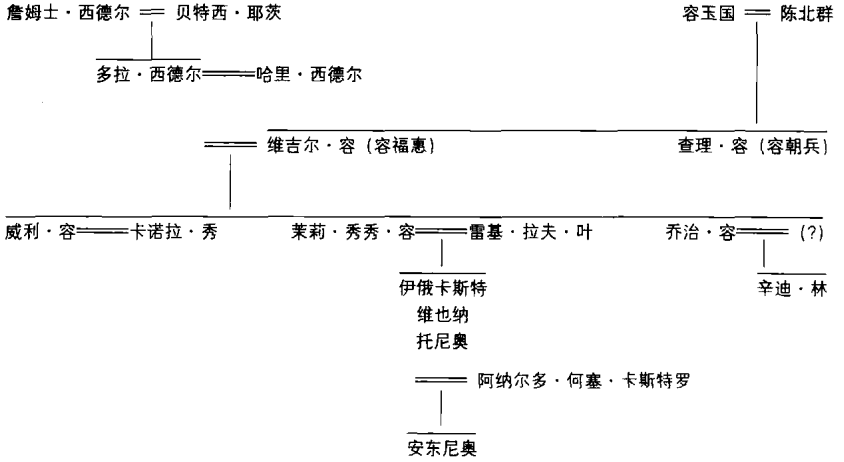 詹姆士·西德尔 贝特西·耶茨 容玉国 陈北群
多拉·西德尔 哈里·西德尔
维吉尔·容（容福惠） 查理·容（容朝兵）
威利·容 卡诺拉·秀 茉莉·秀秀·容 雷基·拉夫·叶 乔治·容 （?）
伊俄卡斯特 辛迪·林
维也纳
托尼奥
阿纳尔多·何塞·卡斯特罗
安东尼奥